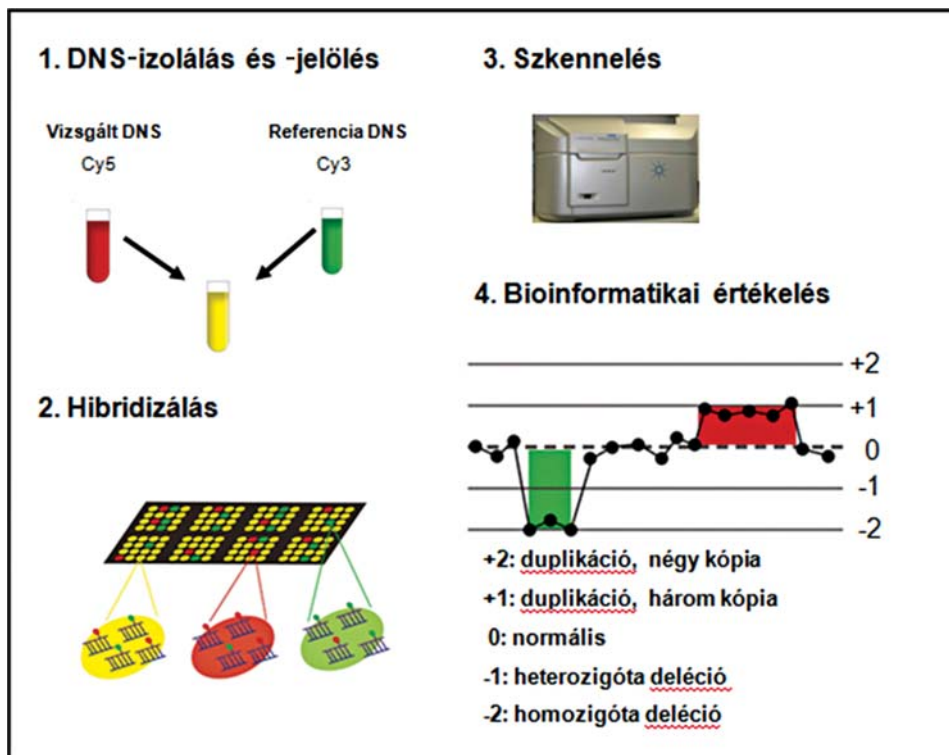 1. DNS-izolálás és -jelölés
Vizsgált DNS
Cy5
Referencia DNS
Cy3
2. Hibridizálás
3. Szkennelés
4. Bioinformatikai értékelés
+2
+1
0
-1
-2
+2: duplikáció, négy kópia
+1: duplikáció, három kópia
0: normális
-1: heterozigóta deléció
-2: homozigóta deléció